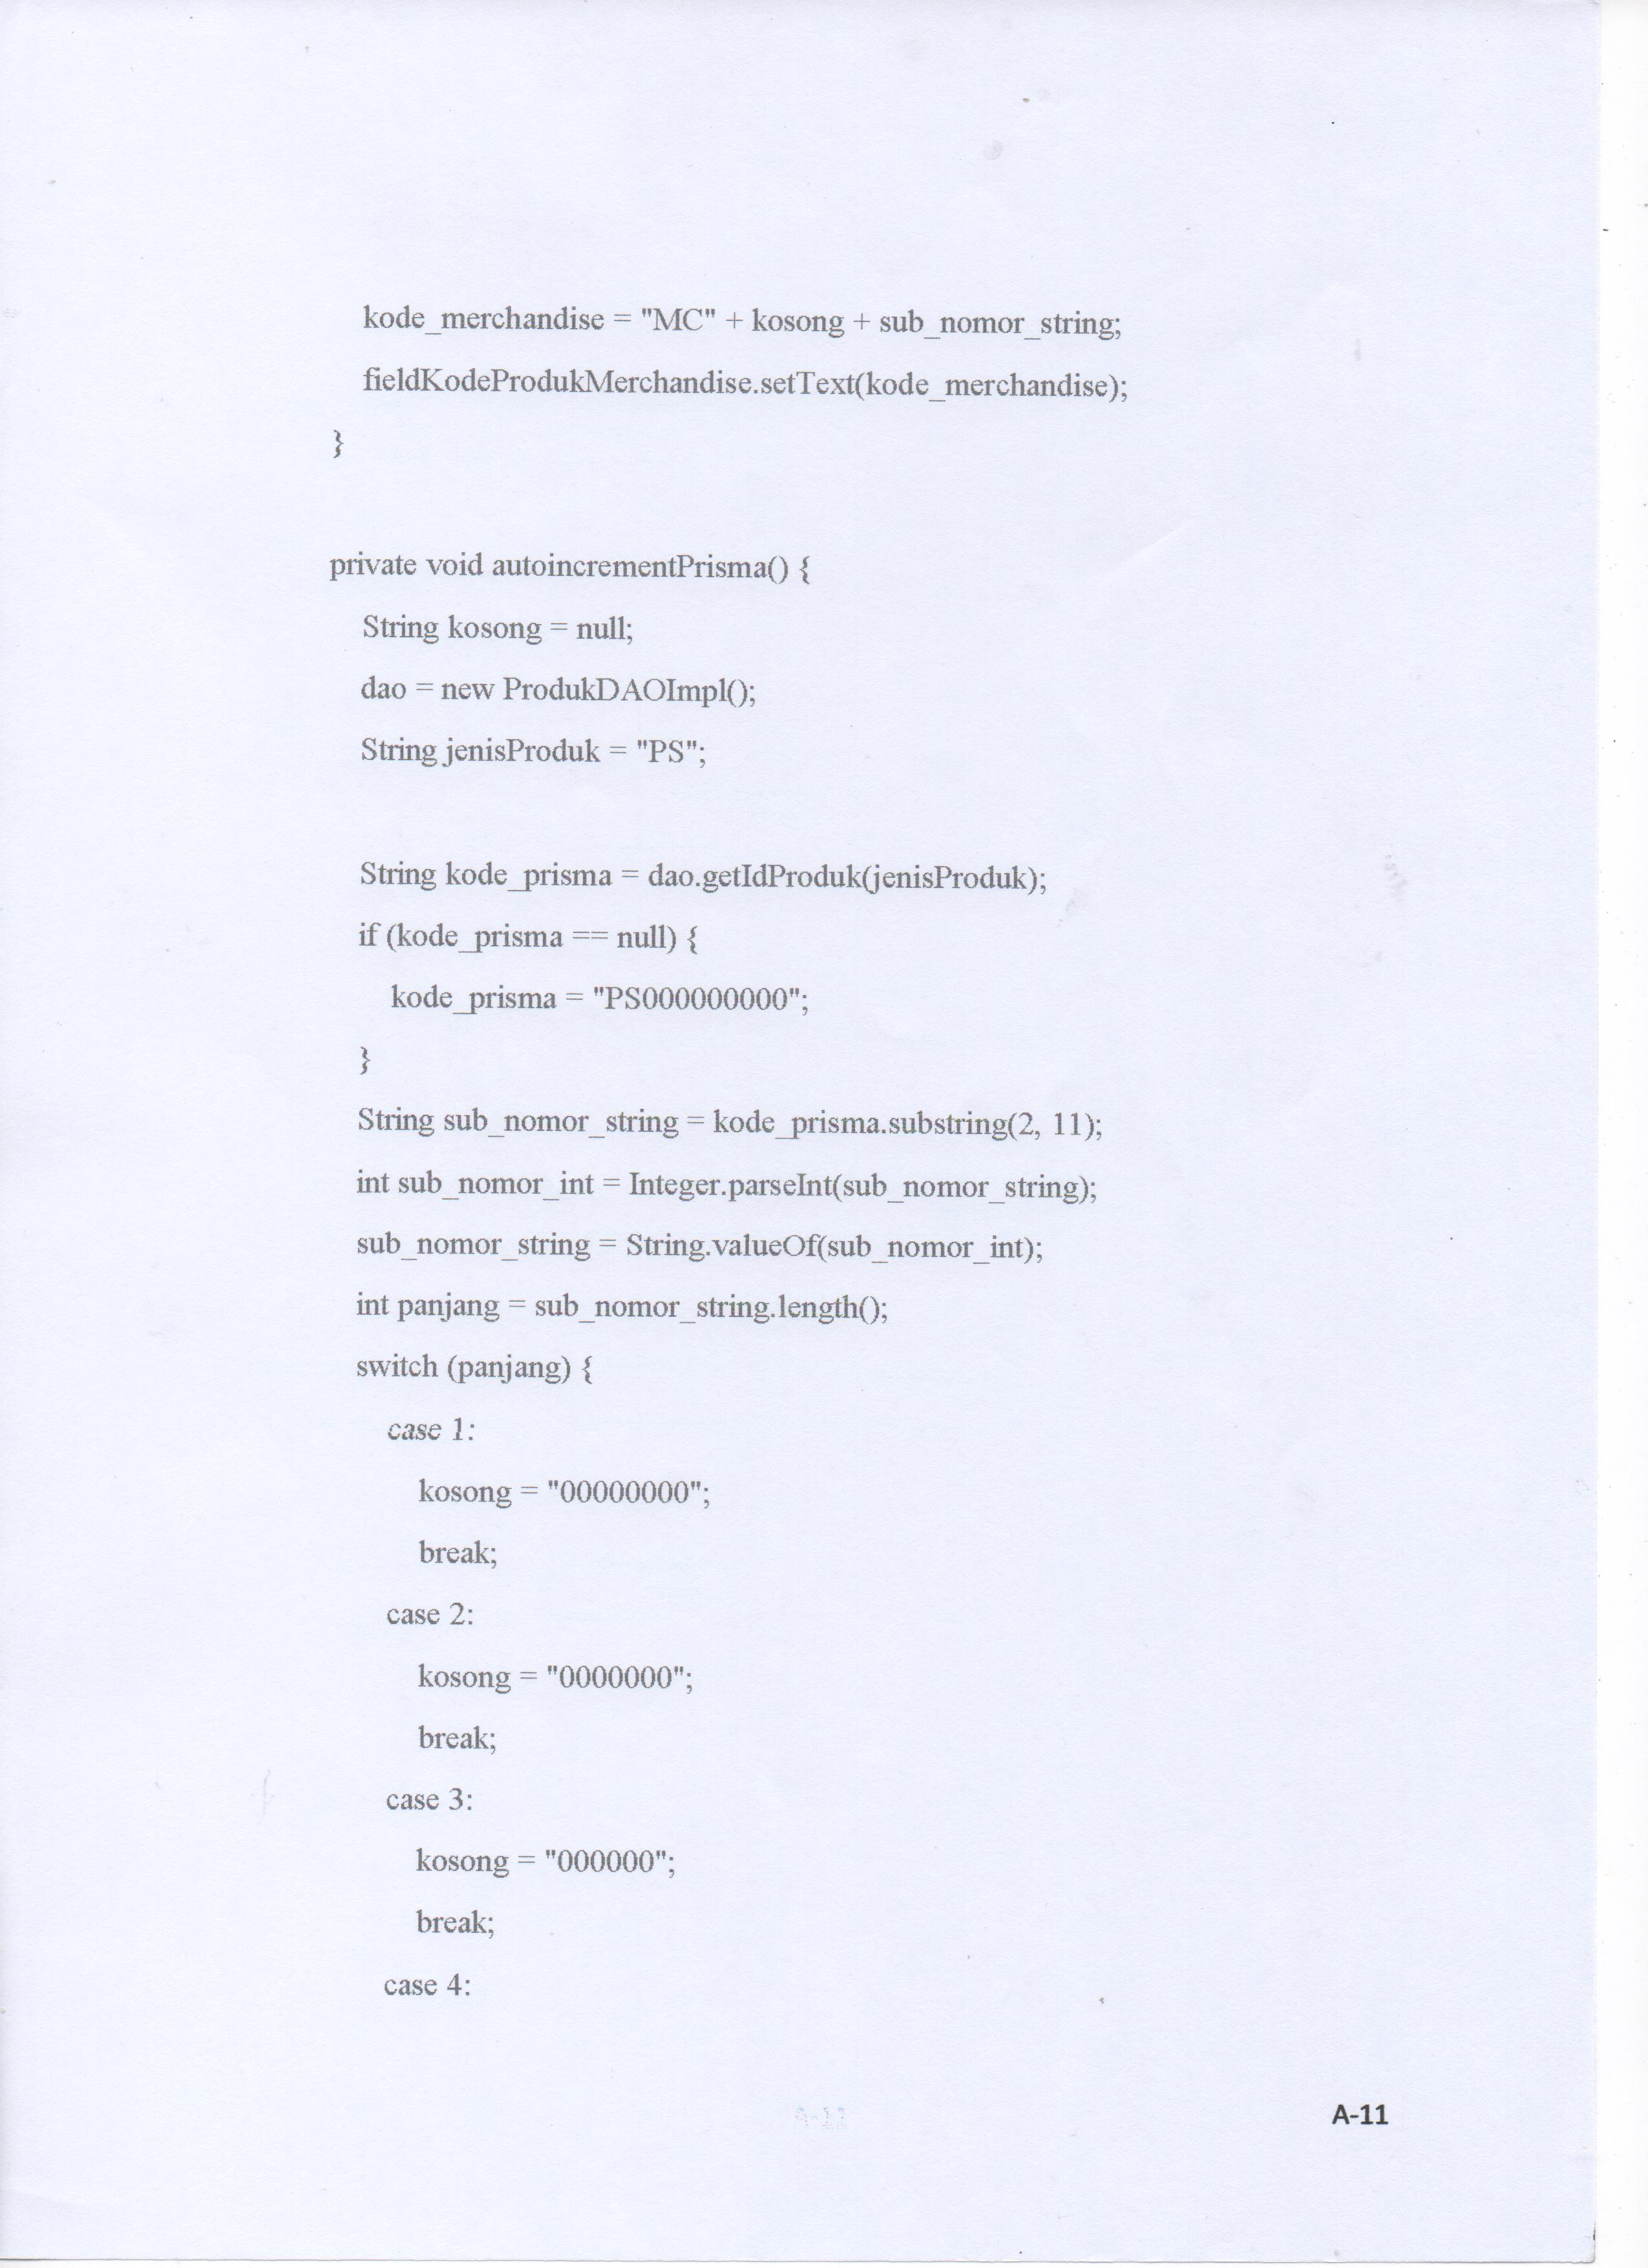 kode_merchandise = "MC" + kosong + sub_nomor_string;
fieldKodeProdukMerchandise.setText(kode_merchandise);
}
private void autoincrementPrisma() {
String kosong = null;
dao = new ProdukDAOImpl();
String jenisProduk = "PS";
String kode_prisma = dao.getIdProduk(jenisProduk);
if (kode_prisma == null) {
kode_prisma = "PS000000000";
}
String sub_nomor_string = kode_prisma.substring(2, 11);
int sub_nomor_int = Integer.parseInt(sub_nomor_string);
sub_nomor_string = String.valueOf(sub_nomor_int);
int panjang = sub_nomor_string.length();
switch (panjang) {
case 1:
kosong = "00000000";
break;
case 2:
kosong = "0000000";
break;
case 3:
kosong = "000000";
break;
case 4:
A-11